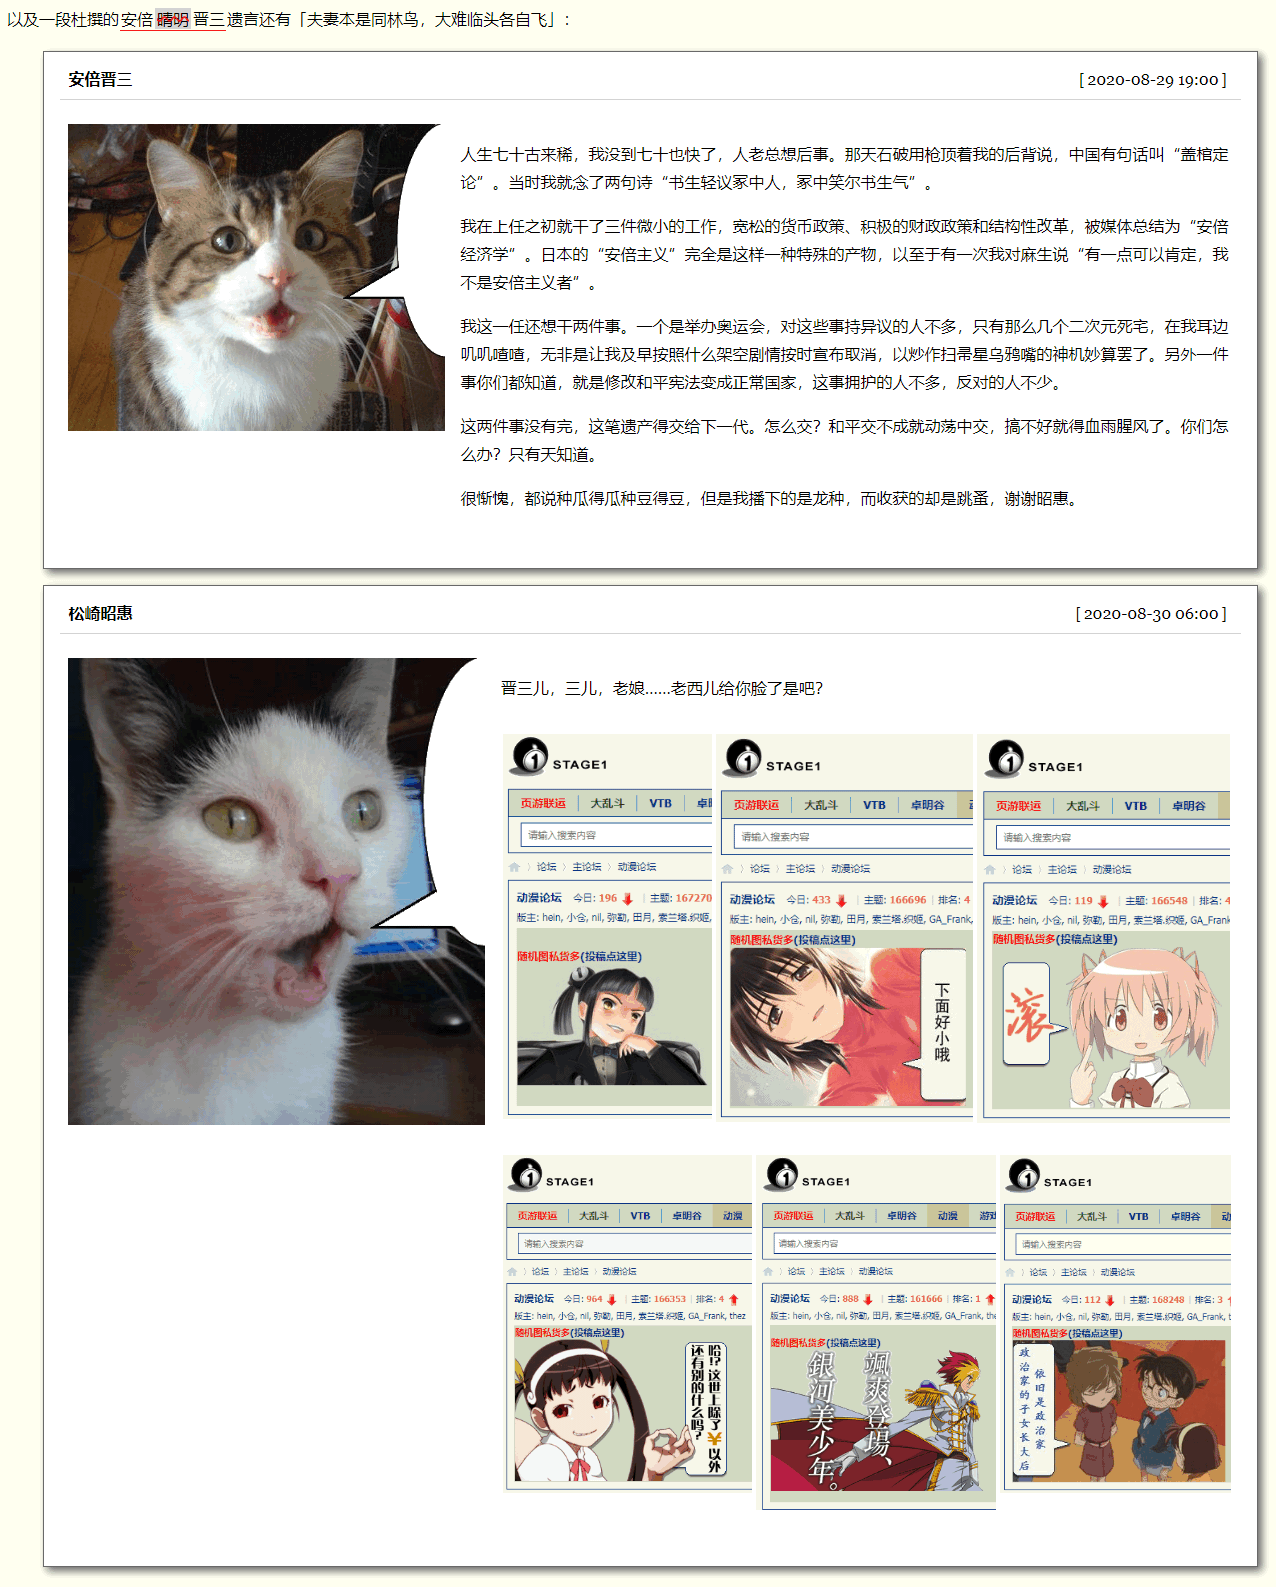 以及一段杜撰的安倍晴明晋三遗言还有「夫妻本是同林鸟，大难临头各自飞」：
安倍晋三
[ 2020-08-29 19:00 ]
人生七十古来稀，我没到七十也快了，人老总想后事。那天石破用枪顶着我的后背说，中国有句话叫“盖棺定
论”。当时我就念了两句诗“书生轻议冢中人，冢中笑尔书生气”。
我在上任之初就干了三件微小的工作，宽松的货币政策、积极的财政政策和结构性改革，被媒体总结为“安倍
经济学”。日本的“安倍主义”完全是这样一种特殊的产物，以至于有一次我对麻生说“有一点可以肯定，我
不是安倍主义者”。
我这一任还想干两件事。一个是举办奥运会，对这些事持异议的人不多，只有那么几个二次元死宅，在我耳边
叽叽喳喳，无非是让我及早按照什么架空剧情按时宣布取消，以炒作扫帚星乌鸦嘴的神机妙算罢了。另外一件
事你们都知道，就是修改和平宪法变成正常国家，这事拥护的人不多，反对的人不少。
这两件事没有完，这笔遗产得交给下一代。怎么交？和平交不成就动荡中交，搞不好就得血雨腥风了。你们怎
么办？只有天知道。
很惭愧，都说种瓜得瓜种豆得豆，但是我播下的是龙种，而收获的却是跳蚤，谢谢昭惠。
松崎昭惠
[ 2020-08-30 06:00 ]
晋三儿，三儿，老娘……老西儿给你脸了是吧？
1 STAGE1
页游联运 大乱斗 VTB 卓明
请输入搜索内容
〉论坛 〉主论坛 〉动漫论坛
动漫论坛 今日: 196 | 主题: 167270
版主: hein, 小仓, nil, 弥勒, 田月, 素兰塔.织姬,
随机图私货多(投稿点这里)
1 STAGE1
页游联运 大乱斗 VTB 卓明谷
请输入搜索内容
〉论坛 〉主论坛 〉动漫论坛
动漫论坛 今日: 433 | 主题: 166696 | 排名: 4
版主: hein, 小仓, nil, 弥勒, 田月, 素兰塔.织姬, GA_Frank,
随机图私货多(投稿点这里)
下面好小哦
1 STAGE1
页游联运 大乱斗 VTB 卓明谷
请输入搜索内容
〉论坛 〉主论坛 〉动漫论坛
动漫论坛 今日: 119 | 主题: 166548 | 排名: 4
版主: hein, 小仓, nil, 弥勒, 田月, 素兰塔.织姬, GA_Frank
随机图私货多(投稿点这里)
滚
1 STAGE1
页游联运 大乱斗 VTB 卓明谷 动漫
请输入搜索内容
〉论坛 〉主论坛 〉动漫论坛
动漫论坛 今日: 964 | 主题: 166353 | 排名: 4
版主: hein, 小仓, nil, 弥勒, 田月, 素兰塔.织姬, GA_Frank, thez
随机图私货多(投稿点这里)
哈!? 这世上除了¥以外
还有别的什么吗?
1 STAGE1
页游联运 大乱斗 卓明谷 动漫 游戏
请输入搜索内容
〉论坛 〉主论坛 〉动漫论坛
动漫论坛 今日: 888 | 主题: 161666 | 排名: 1
版主: hein, 小仓, nil, 弥勒, 田月, 素兰塔.织姬, GA_Frank, the
随机图私货多(投稿点这里)
颯爽登場、
銀河美少年。
1 STAGE1
页游联运 大乱斗 VTB 卓明谷 动
请输入搜索内容
〉论坛 〉主论坛 〉动漫论坛
动漫论坛 今日: 112 | 主题: 168248 | 排名: 3
版主: hein, 小仓, nil, 弥勒, 田月, 素兰塔.织姬, GA_Frank, t
随机图私货多(投稿点这里)
政治家的子女长大后
依旧是政治家